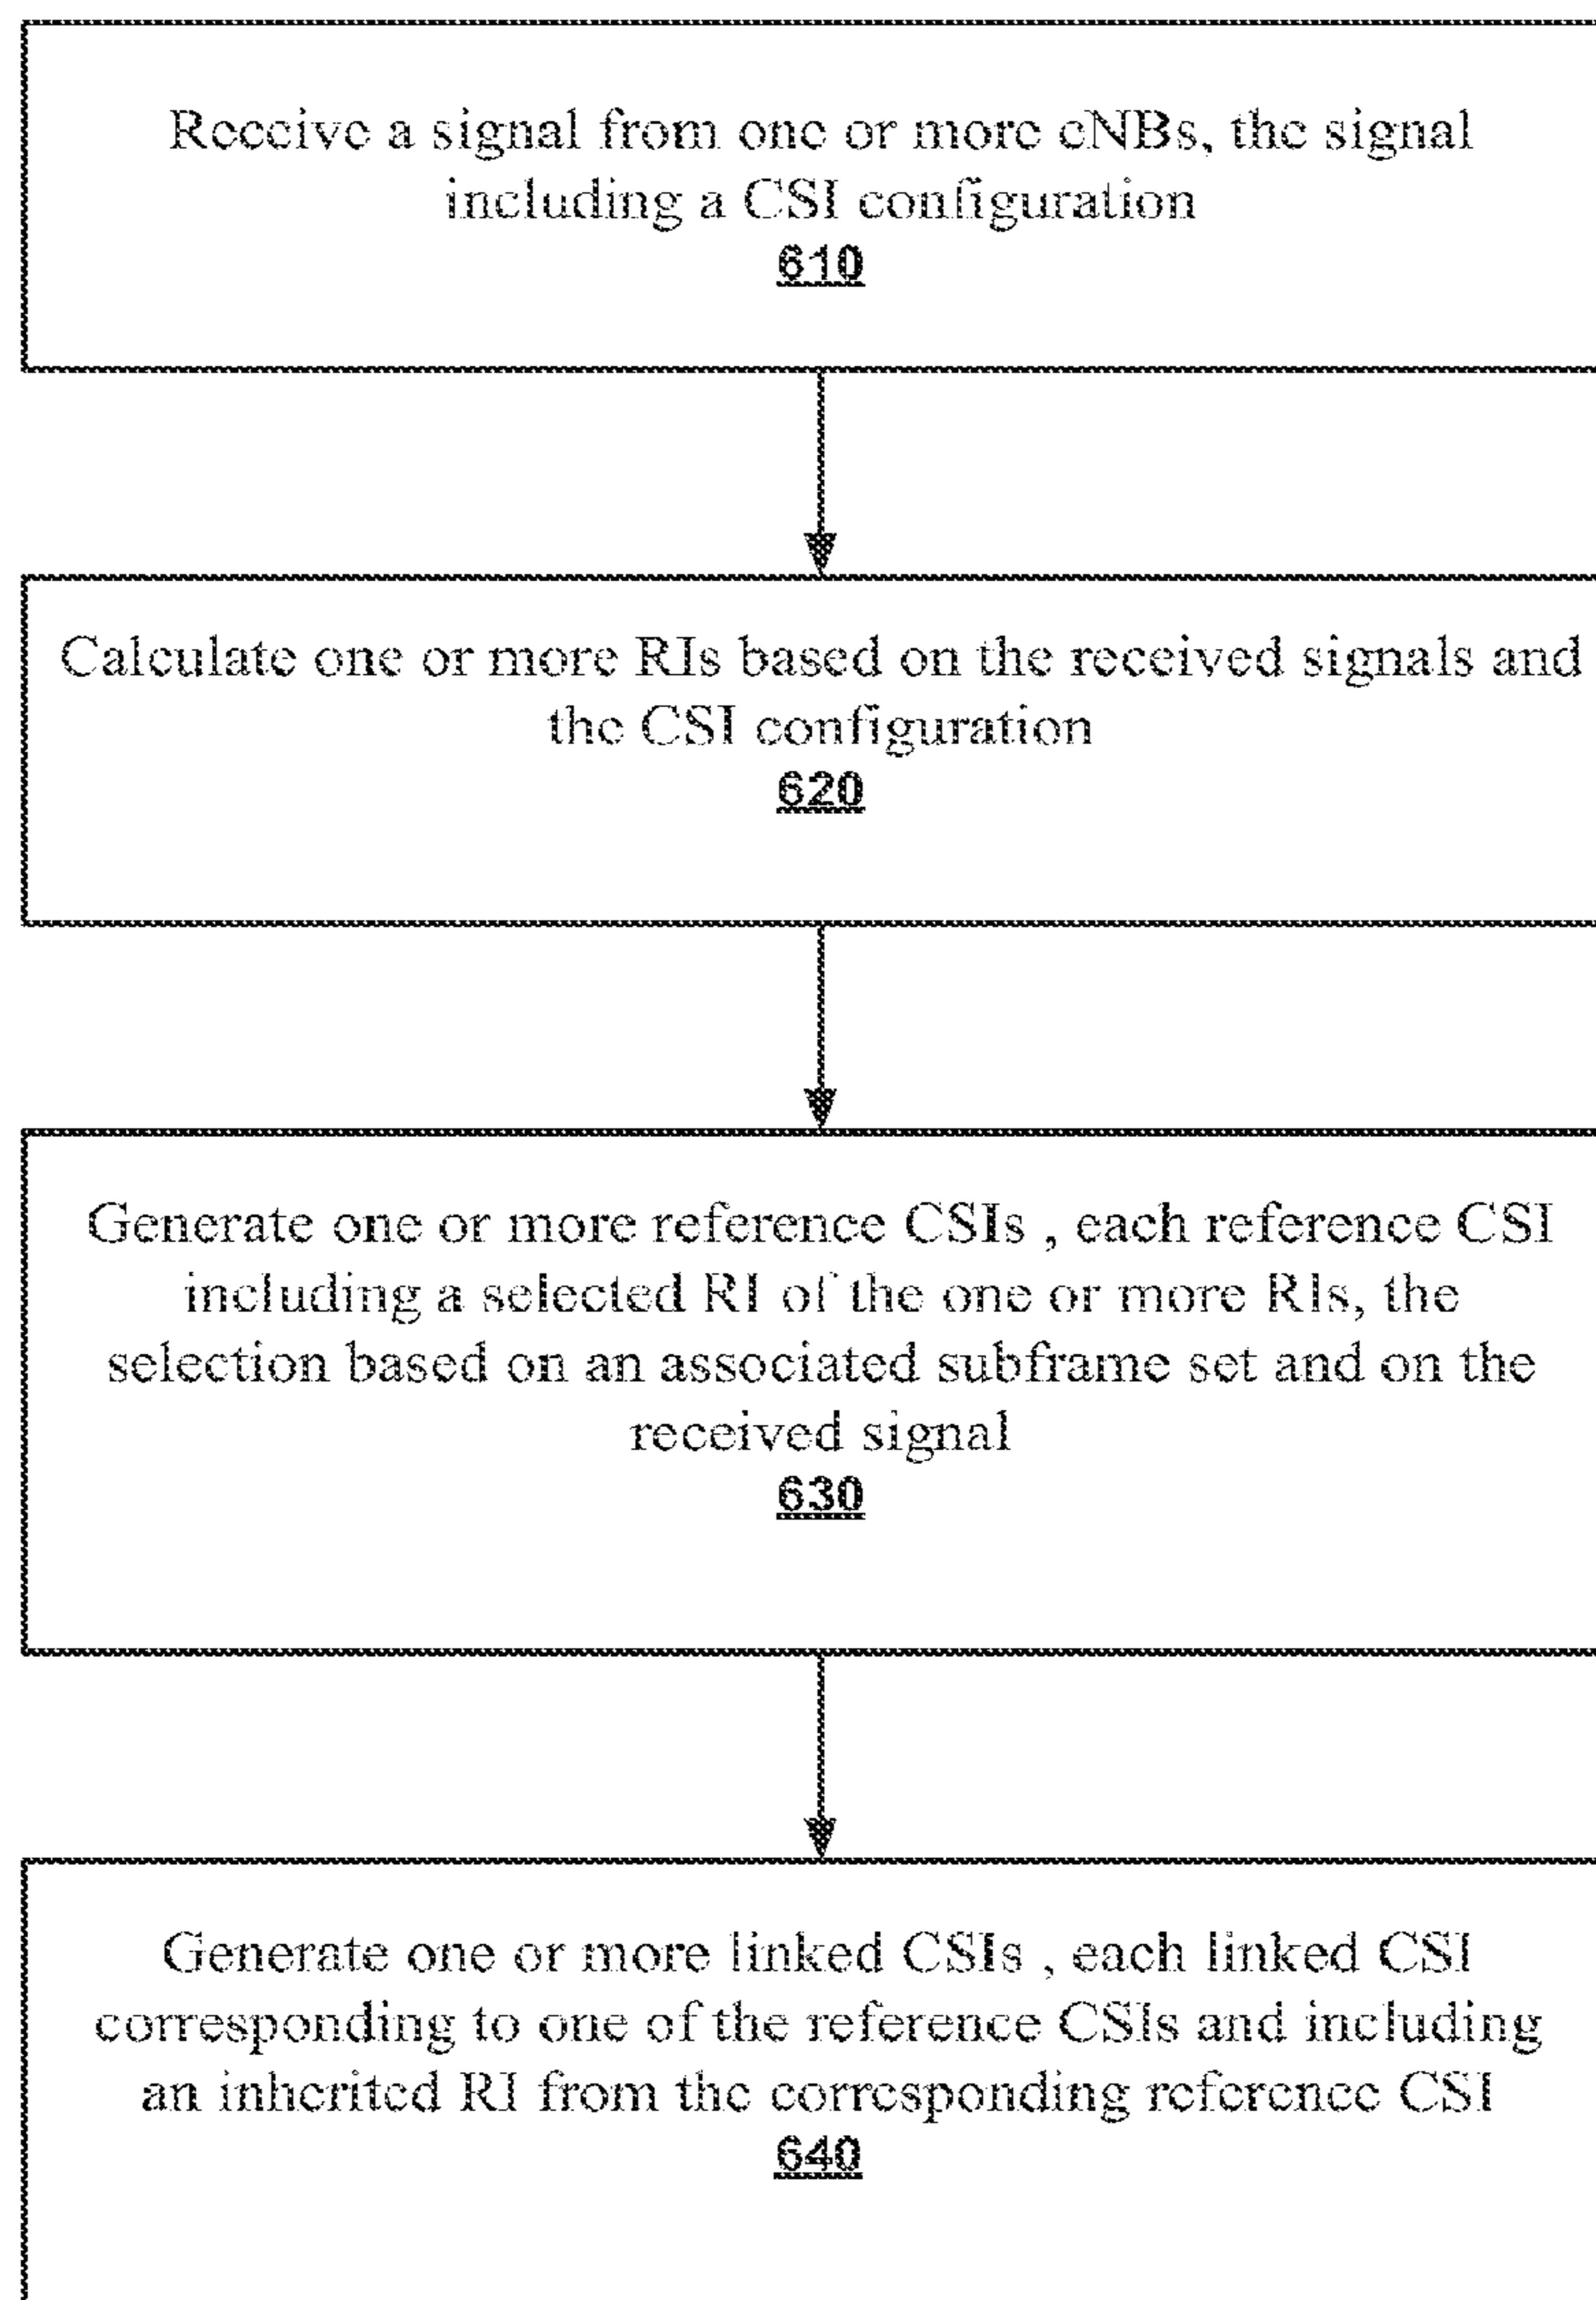 Receive a signal from one or more eNBs, the signal
including a CSI configuration
610
Calculate one or more RIs based on the received signals and
the CSI configuration
620
Generate one or more reference CSIs , each reference CSI
including a selected RI of the one or more RIs, the
selection based on an associated subframe set and on the
received signal
630
Generate one or more linked CSIs , each linked CSI
corresponding to one of the reference CSIs and including
an inherited RI from the corresponding reference CSI
640